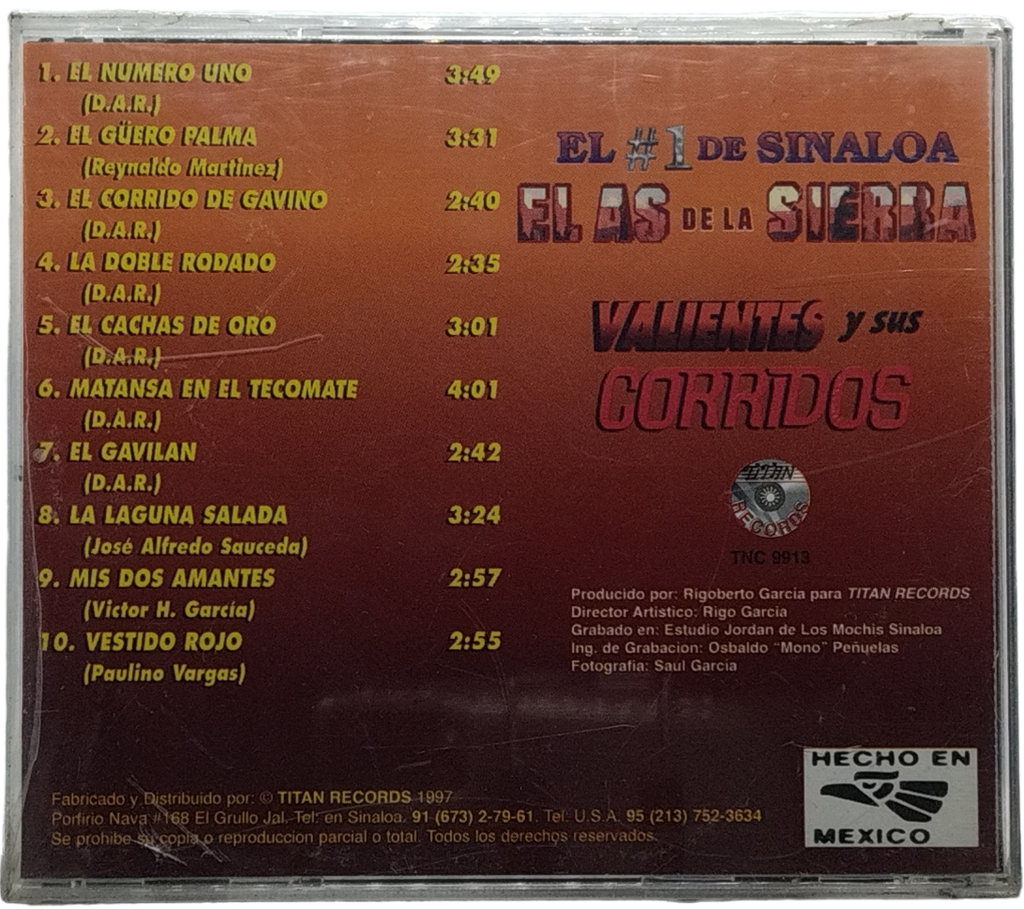 1. EL NUMERO UNO 3:49
(D.A.R.)
2. EL GÜERO PALMA 3:31
(Reynaldo Martinez)
3. EL CORRIDO DE GAVINO 2:40
(D.A.R.)
4. LA DOBLE RODADO 2:35
(D.A.R.)
5. EL CACHAS DE ORO 3:01
(D.A.R.)
6. MATANSA EN EL TECOMATE 4:01
(D.A.R.)
7. EL GAVILAN 2:42
(D.A.R.)
8. LA LAGUNA SALADA 3:24
(José Alfredo Sauceda)
9. MIS DOS AMANTES 2:57
(Victor H. García)
10. VESTIDO ROJO 2:55
(Paulino Vargas)
EL #1 DE SINALOA
EL AS DE LA SIERRA
VALIENTES y sus
CORRIDOS
TITAN
RECORDS
TNC 9913
Producido por: Rigoberto García para TITAN RECORDS
Director Artistico: Rigo Garcia
Grabado en: Estudio Jordan de Los Mochis Sinaloa
Ing. de Grabacion: Osbaldo "Mono" Peñuelas
Fotografia: Saul Garcia
Fabricado y Distribuido por: © TITAN RECORDS 1997
Porfirio Nava #168 El Grullo Jal. Tel: en Sinaloa. 91 (673) 2-79-61. Tel: U.S.A. 95 (213) 752-3634
Se prohibe su copia o reproduccion parcial o total. Todos los derechos reservados.
HECHO EN
MEXICO